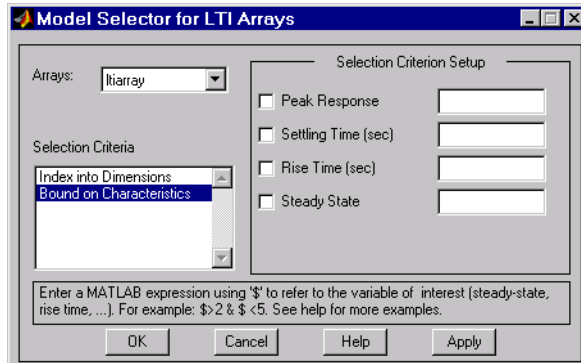 Model Selector for LTI Arrays
Arrays:
ltiarray
Selection Criteria
Index into Dimensions
Bound on Characteristics
Selection Criterion Setup
Peak Response
Settling Time (sec)
Rise Time (sec)
Steady State
Enter a MATLAB expression using '$' to refer to the variable of interest (steady-state,
rise time, ...). For example: $>2 & $ <5. See help for more examples.
OK
Cancel
Help
Apply